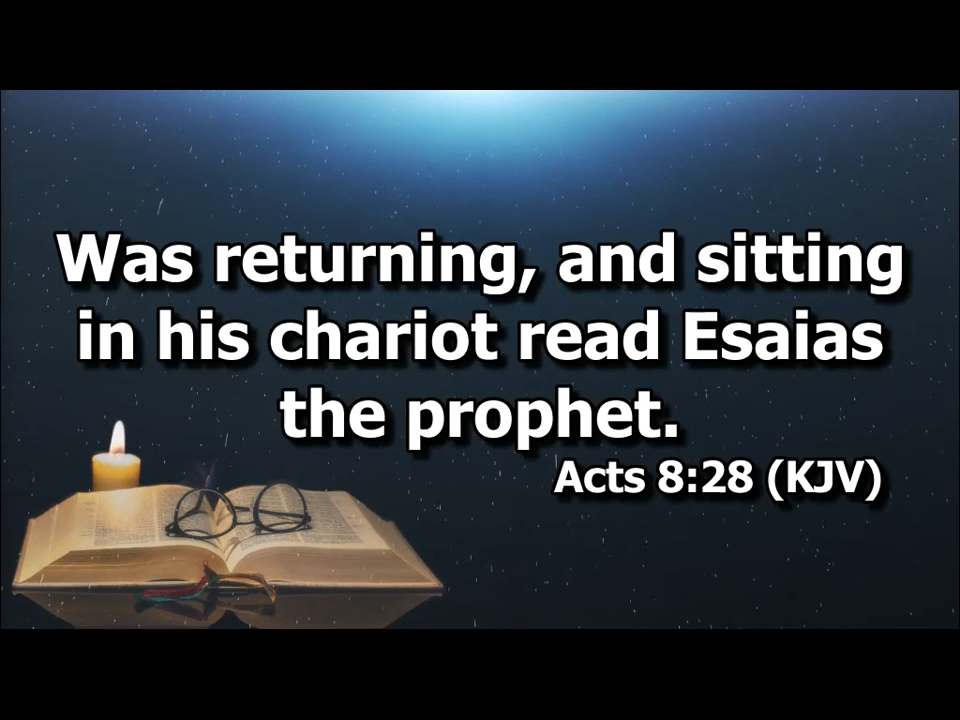 Was returning, and sitting
in his chariot read Esaias
the prophet.
Acts 8:28 (KJV)